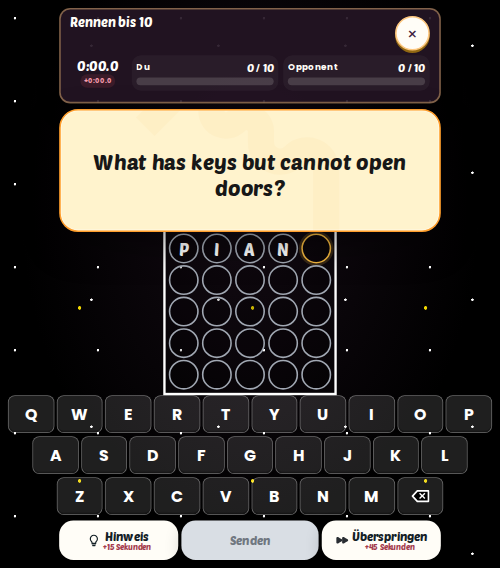 Rennen bis 10
×
0:00.0
+0:00.0
Du 0 / 10
Opponent 0 / 10
What has keys but cannot open
doors?
P I A N
Q W E R T Y U I O P
A S D F G H J K L
Z X C V B N M
Hinweis
+15 Sekunden
Senden
Überspringen
+45 Sekunden